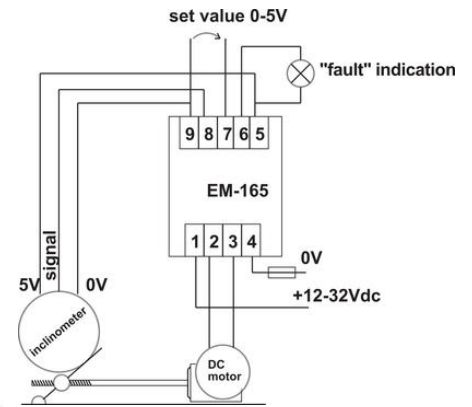 set value 0-5V
"fault" indication
9 8 7 6 5
EM-165
1 2 3 4
0V
+12-32Vdc
signal
5V
0V
inclinometer
DC
motor